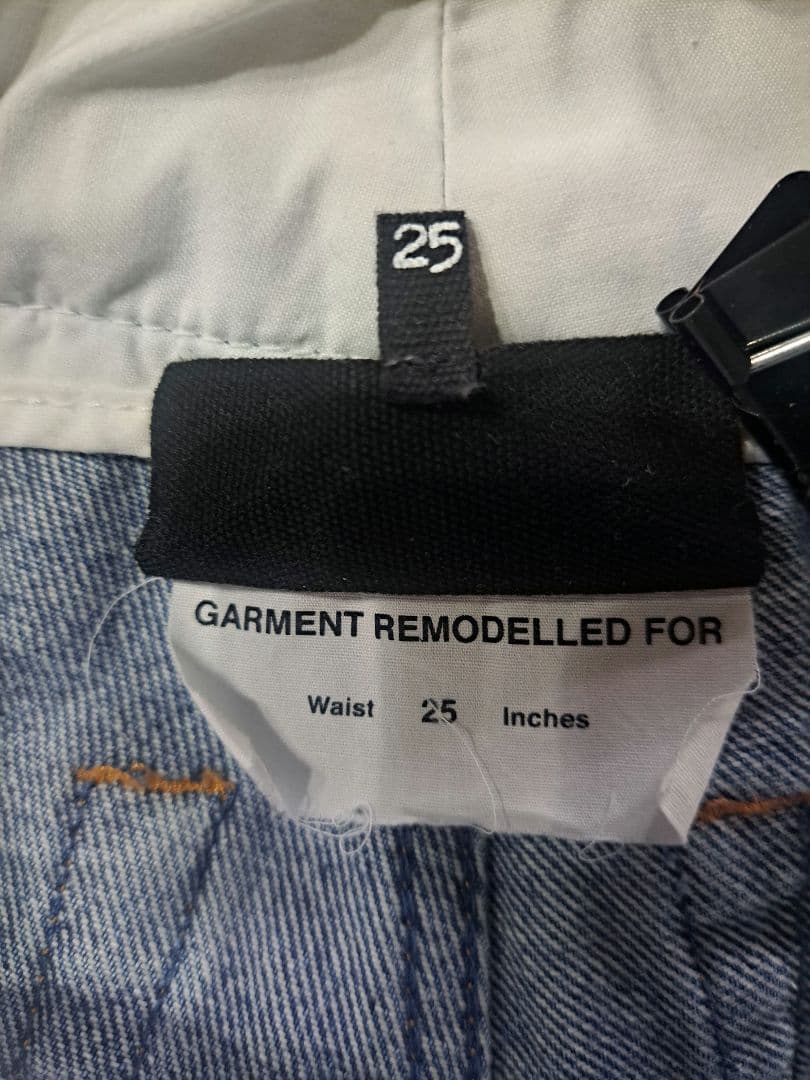 25
GARMENT REMODELLED FOR
Waist 25 Inches